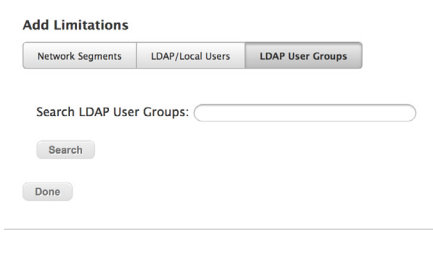 Add Limitations
Network Segments LDAP/Local Users LDAP User Groups
Search LDAP User Groups:
Search
Done